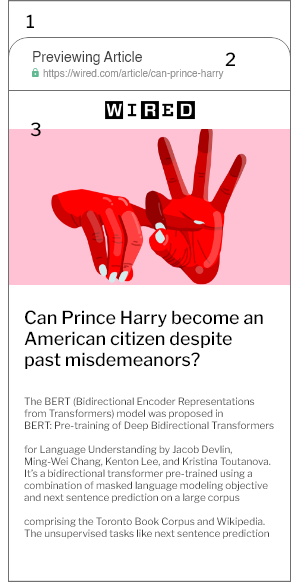 1
Previewing Article
2
https://wired.com/article/can-prince-harry
WIRED
3
Can Prince Harry become an
American citizen despite
past misdemeanors?
The BERT (Bidirectional Encoder Representations
from Transformers) model was proposed in
BERT: Pre-training of Deep Bidirectional Transformers
for Language Understanding by Jacob Devlin,
Ming-Wei Chang, Kenton Lee, and Kristina Toutanova.
It's a bidirectional transformer pre-trained using a
combination of masked language modeling objective
and next sentence prediction on a large corpus
comprising the Toronto Book Corpus and Wikipedia.
The unsupervised tasks like next sentence prediction